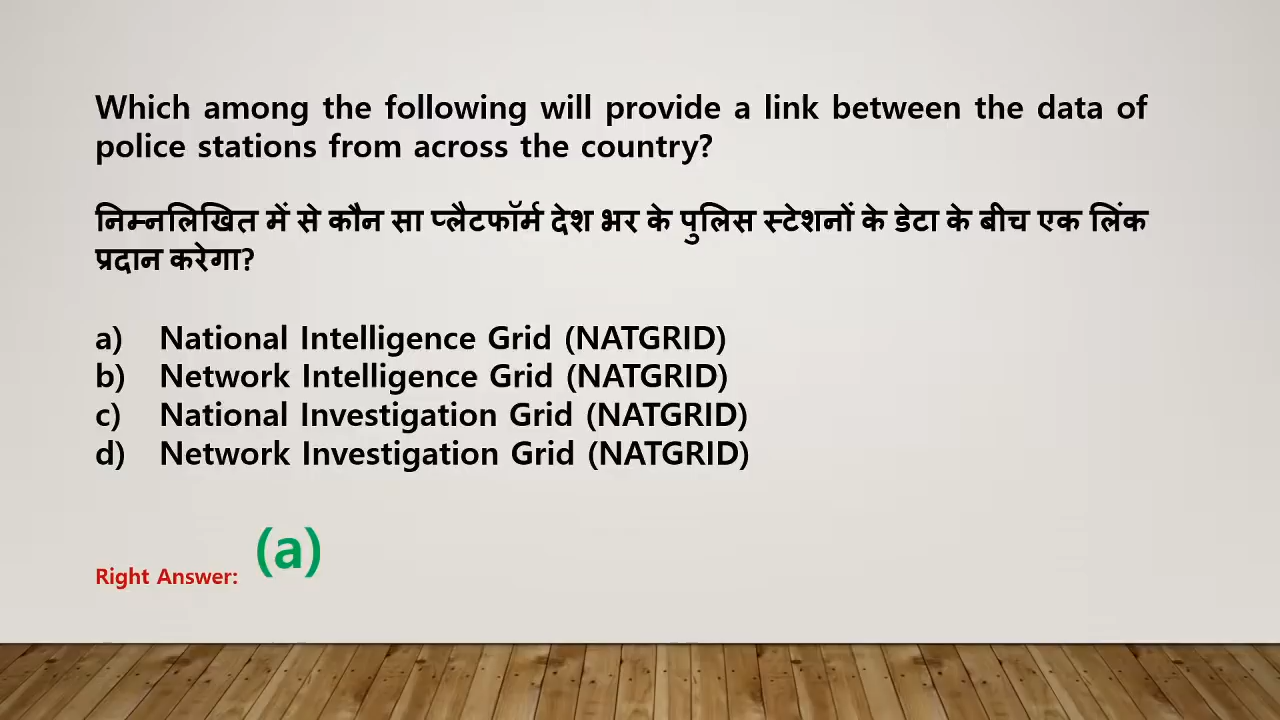 Which among the following will provide a link between the data of
police stations from across the country?
निम्नलिखित में से कौन सा प्लैटफॉर्म देश भर के पुलिस स्टेशनों के डेटा के बीच एक लिंक
प्रदान करेगा?
a) National Intelligence Grid (NATGRID)
b) Network Intelligence Grid (NATGRID)
c) National Investigation Grid (NATGRID)
d) Network Investigation Grid (NATGRID)
Right Answer: (a)